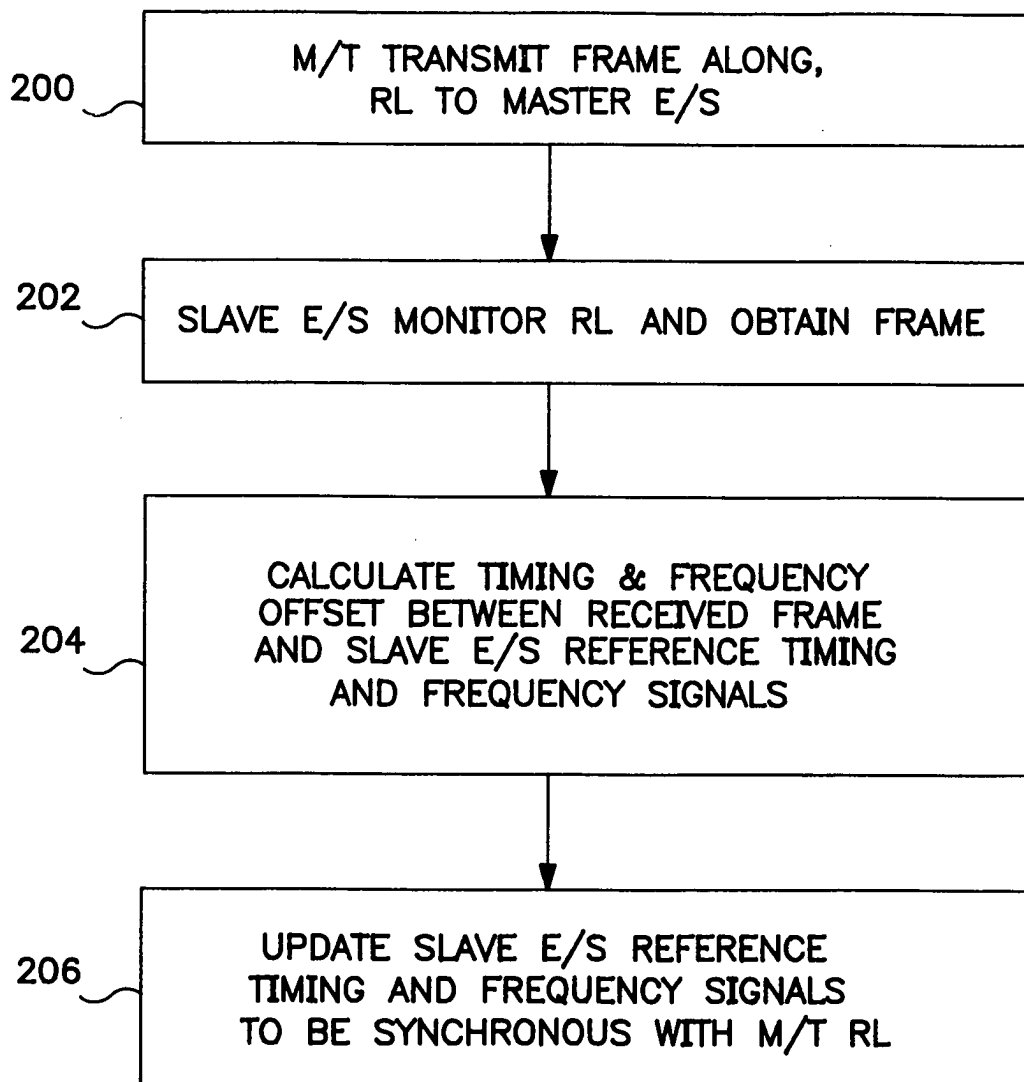 200
M/T TRANSMIT FRAME ALONG,
RL TO MASTER E/S
202
SLAVE E/S MONITOR RL AND OBTAIN FRAME
204
CALCULATE TIMING & FREQUENCY
OFFSET BETWEEN RECEIVED FRAME
AND SLAVE E/S REFERENCE TIMING
AND FREQUENCY SIGNALS
206
UPDATE SLAVE E/S REFERENCE
TIMING AND FREQUENCY SIGNALS
TO BE SYNCHRONOUS WITH M/T RL